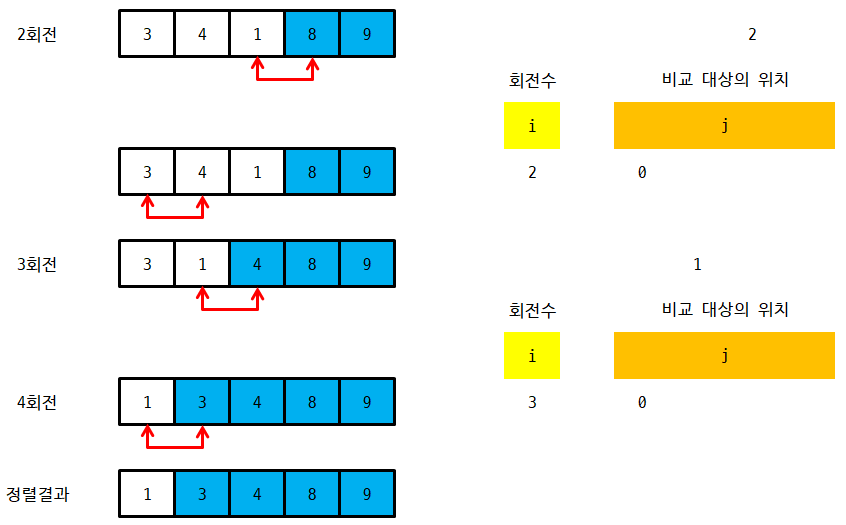 2회전 3 4 1 8 9 2
회전수 비교 대상의 위치
i j
3 4 1 8 9 2 0
3회전 3 1 4 8 9 1
회전수 비교 대상의 위치
i j
4회전 1 3 4 8 9 3 0
정렬결과 1 3 4 8 9